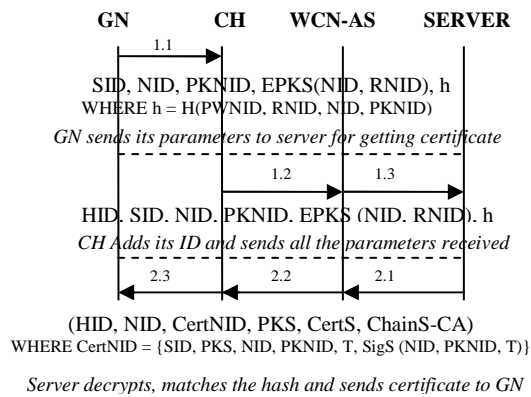 GN CH WCN-AS SERVER
1.1
SID, NID, PKNID, EPKS(NID, RNID), h
WHERE h = H(PWNID, RNID, NID, PKNID)
GN sends its parameters to server for getting certificate
1.2 1.3
HID, SID, NID, PKNID, EPKS (NID, RNID), h
CH Adds its ID and sends all the parameters received
2.3 2.2 2.1
(HID, NID, CertNID, PKS, CertS, ChainS-CA)
WHERE CertNID = {SID, PKS, NID, PKNID, T, SigS (NID, PKNID, T)}
Server decrypts, matches the hash and sends certificate to GN